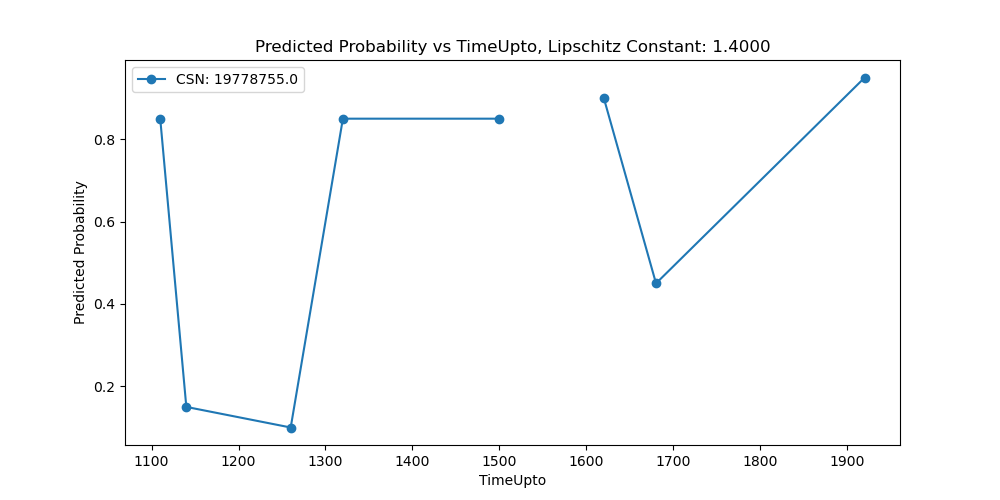 Predicted Probability vs TimeUpto, Lipschitz Constant: 1.4000
CSN: 19778755.0
Predicted Probability
0.8
0.6
0.4
0.2
1100 1200 1300 1400 1500 1600 1700 1800 1900
TimeUpto